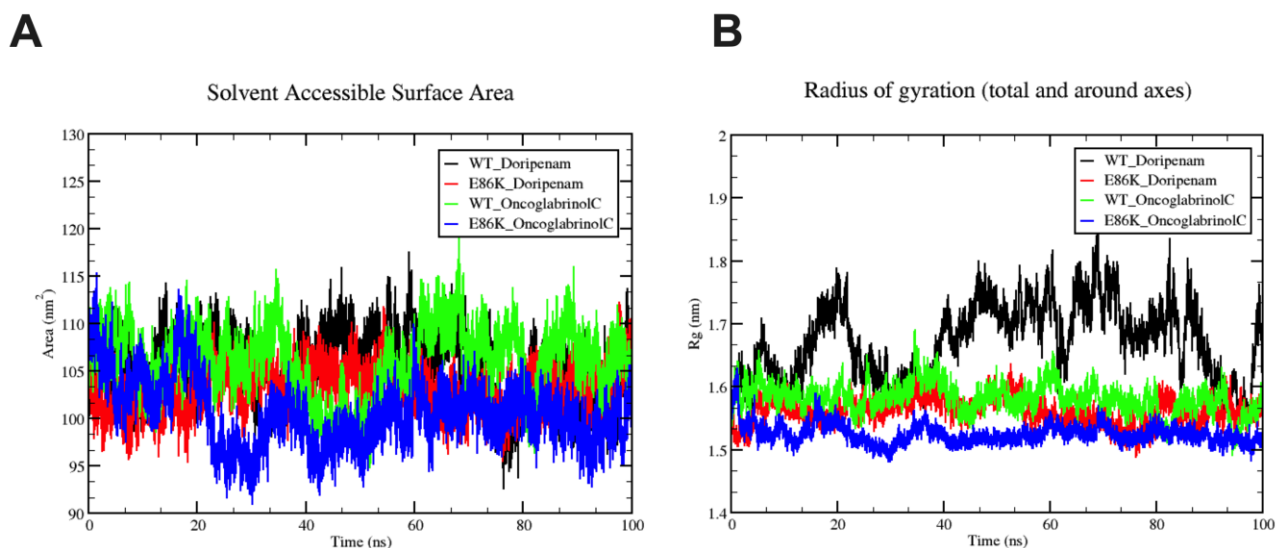 A
Solvent Accessible Surface Area
Area (nm²)
130
125
120
115
110
105
100
95
90
WT_Doripenam
E86K_Doripenam
WT_OncoglabrinolC
E86K_OncoglabrinolC
0 20 40 60 80 100
Time (ns)
B
Radius of gyration (total and around axes)
Rg (nm)
2
1.9
1.8
1.7
1.6
1.5
1.4
WT_Doripenam
E86K_Doripenam
WT_OncoglabrinolC
E86K_OncoglabrinolC
0 20 40 60 80 100
Time (ns)